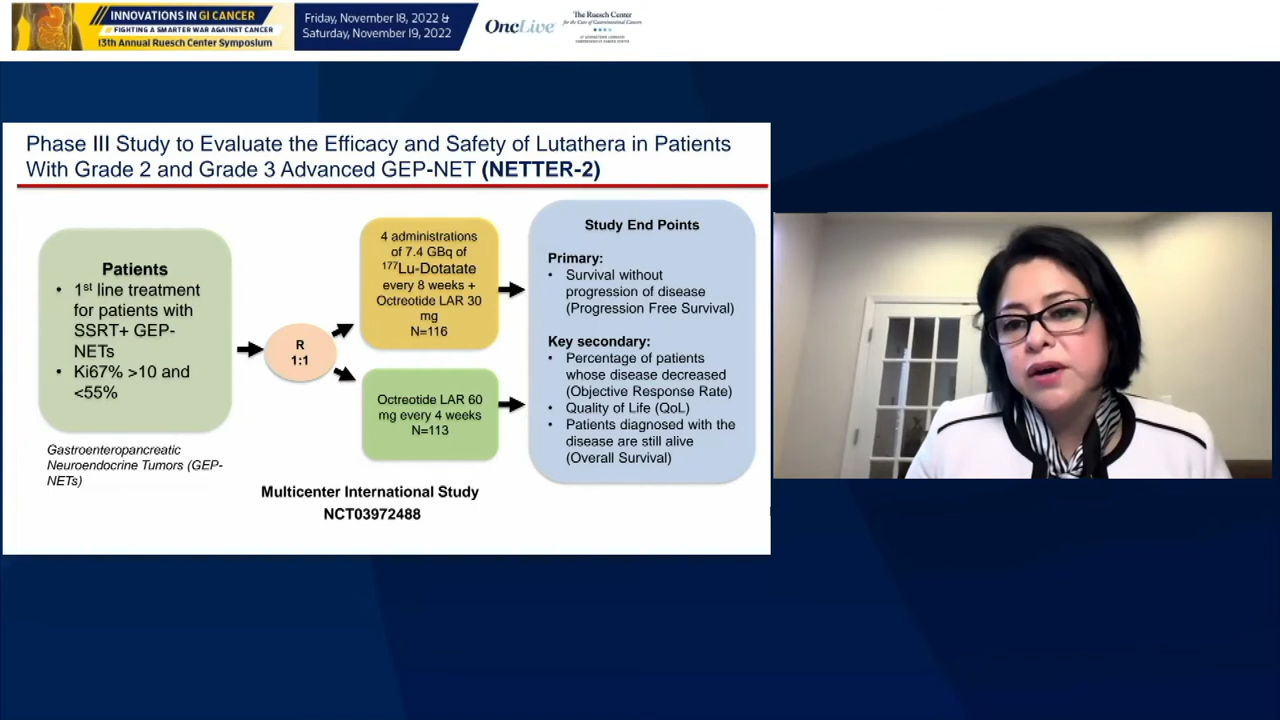 INNOVATIONS IN GI CANCER
FIGHTING A SMARTER WAR AGAINST CANCER
13th Annual Ruesch Center Symposium
Friday, November 18, 2022 &
Saturday, November 19, 2022
OncLive
The Ruesch Center
for the Cure of Gastrointestinal Cancers
Phase III Study to Evaluate the Efficacy and Safety of Lutathera in Patients
With Grade 2 and Grade 3 Advanced GEP-NET (NETTER-2)
Patients
• 1st line treatment
for patients with
SSRT+ GEP-
NETs
• Ki67% >10 and
<55%
Gastroenteropancreatic
Neuroendocrine Tumors (GEP-
NETs)
R
1:1
4 administrations
of 7.4 GBq of
177Lu-Dotatate
every 8 weeks +
Octreotide LAR 30
mg
N=116
Octreotide LAR 60
mg every 4 weeks
N=113
Multicenter International Study
NCT03972488
Study End Points
Primary:
• Survival without
progression of disease
(Progression Free Survival)
Key secondary:
• Percentage of patients
whose disease decreased
(Objective Response Rate)
• Quality of Life (QoL)
• Patients diagnosed with the
disease are still alive
(Overall Survival)